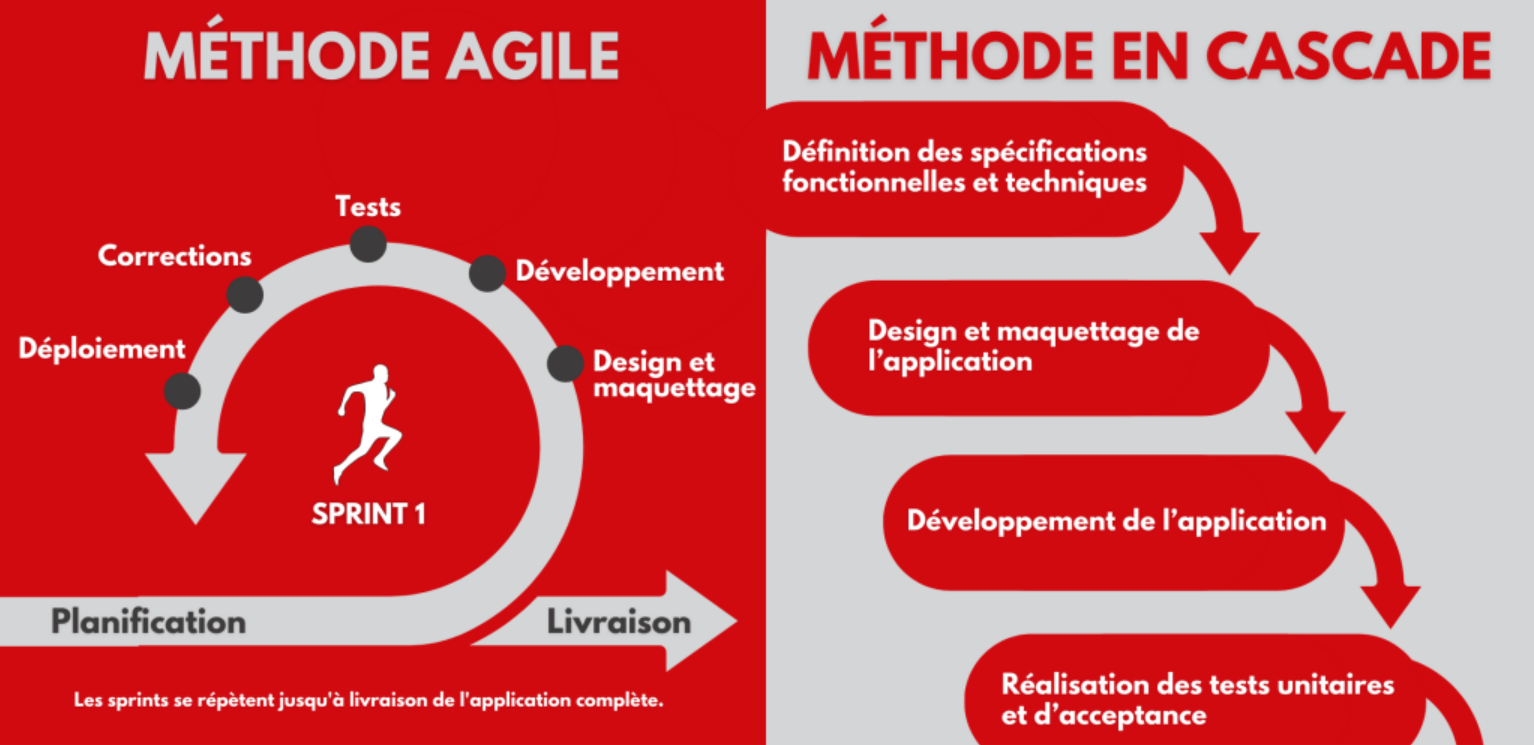 MÉTHODE AGILE
Tests
Corrections
Développement
Déploiement
Design et
maquettage
SPRINT 1
Planification
Livraison
Les sprints se répètent jusqu'à livraison de l'application complète.
MÉTHODE EN CASCADE
Définition des spécifications
fonctionnelles et techniques
Design et maquettage de
l’application
Développement de l’application
Réalisation des tests unitaires
et d’acceptance